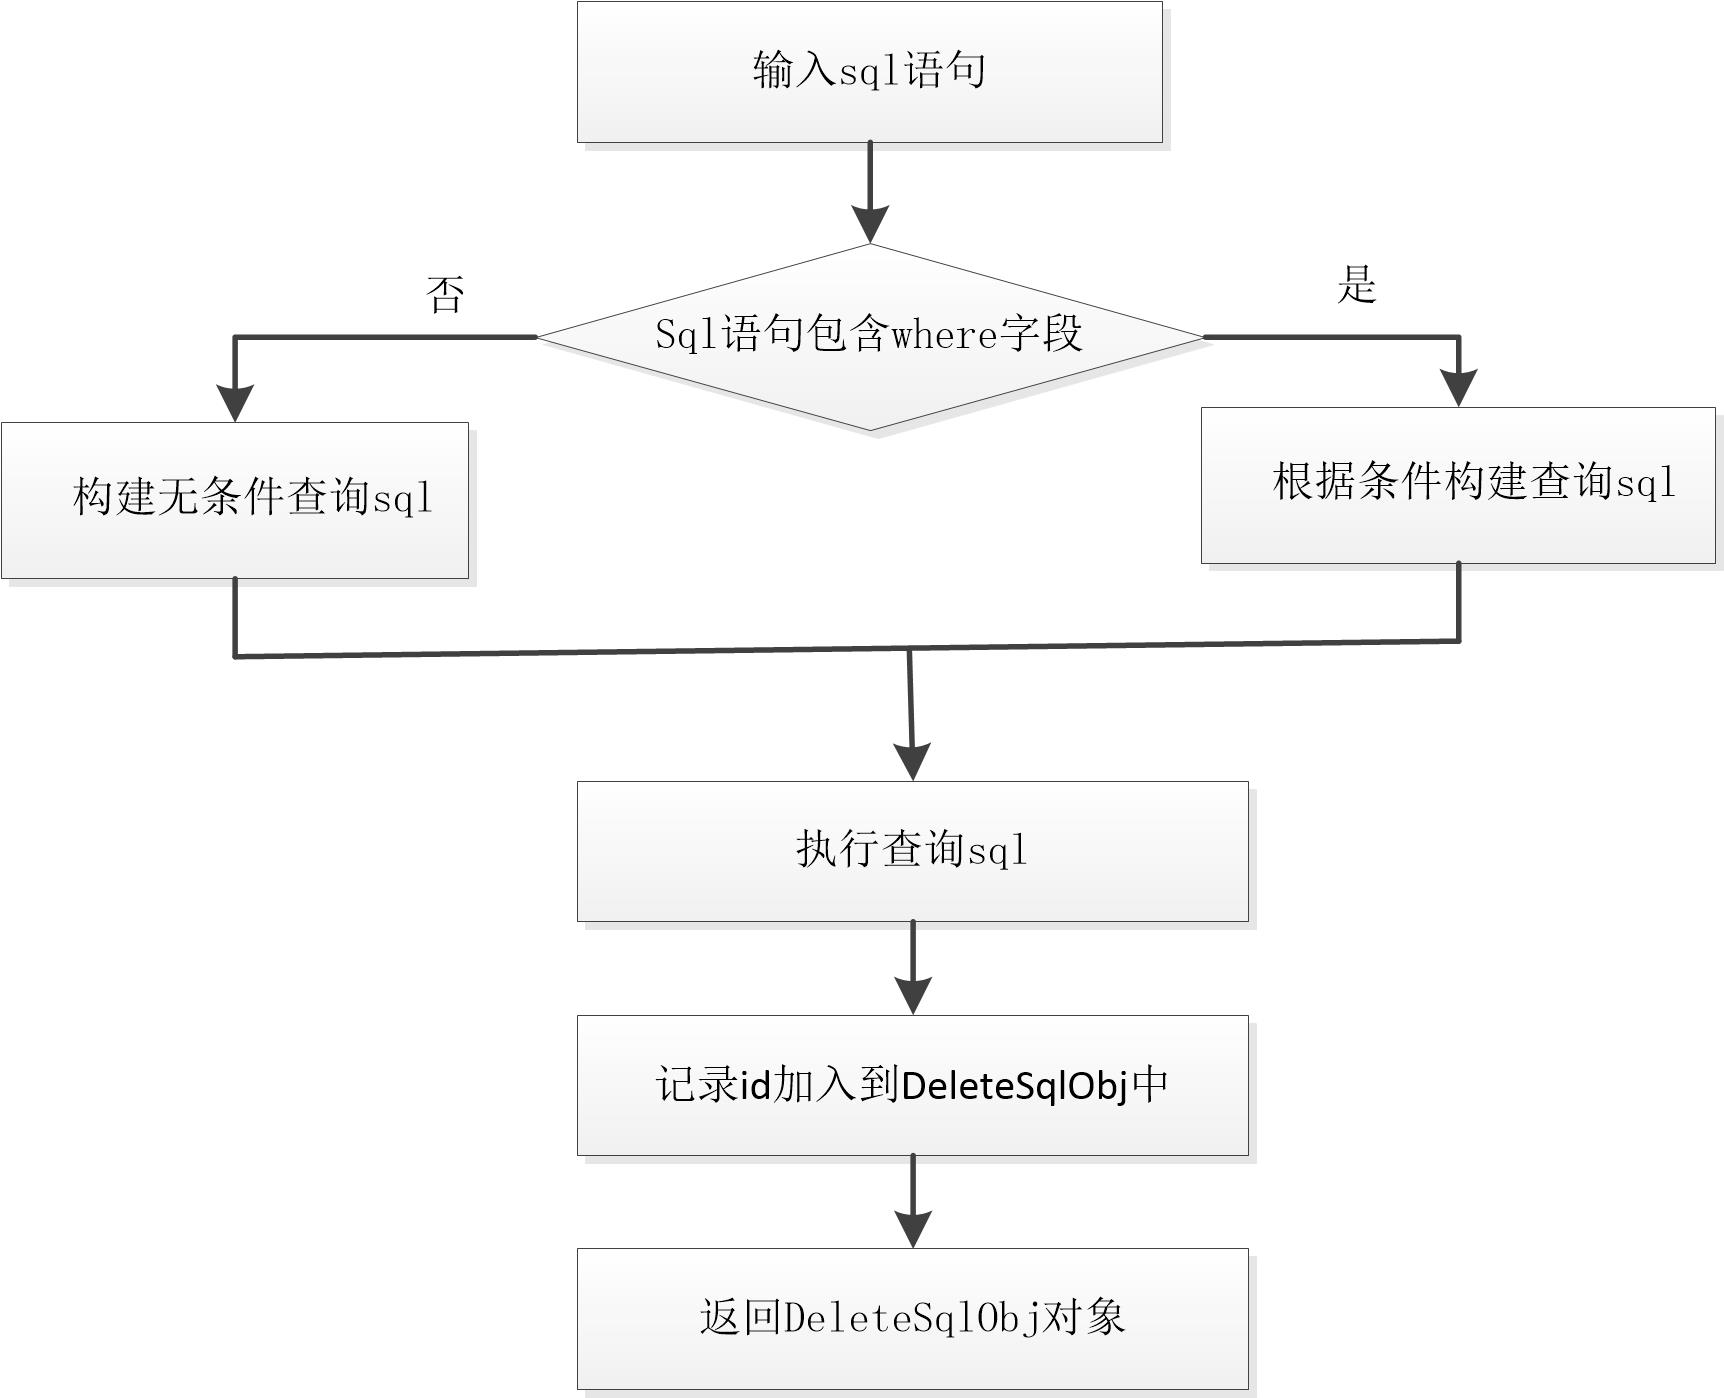 输入sql语句
否
是
Sql语句包含where字段
构建无条件查询sql
根据条件构建查询sql
执行查询sql
记录id加入到DeleteSqlObj中
返回DeleteSqlObj对象